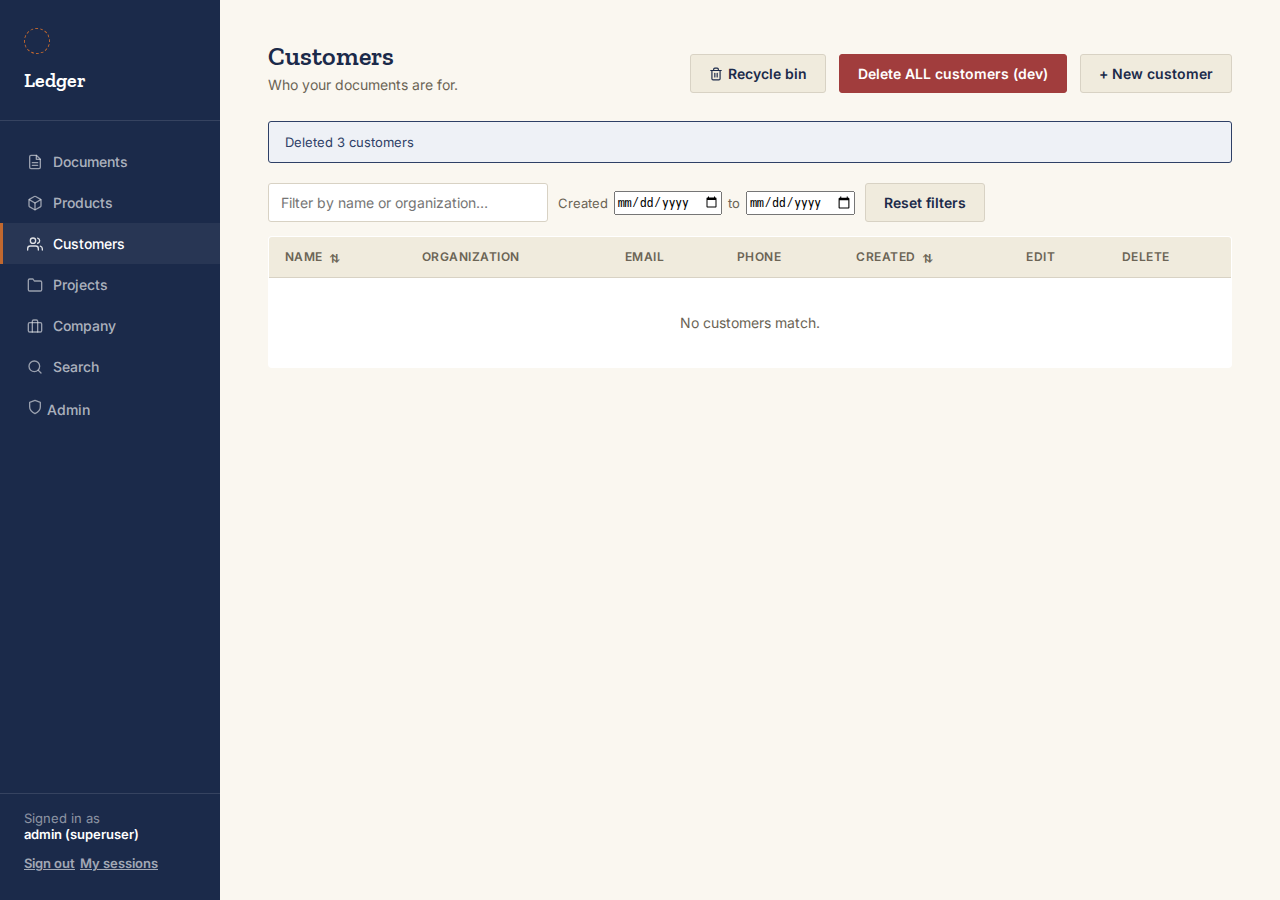 Ledger
Documents
Products
Customers
Projects
Company
Search
Admin
Signed in as
admin (superuser)
Sign out My sessions
Customers
Who your documents are for.
Recycle bin
Delete ALL customers (dev)
+ New customer
Deleted 3 customers
Filter by name or organization...
Created mm/dd/yyyy to mm/dd/yyyy
Reset filters
NAME ORGANIZATION EMAIL PHONE CREATED EDIT DELETE
No customers match.